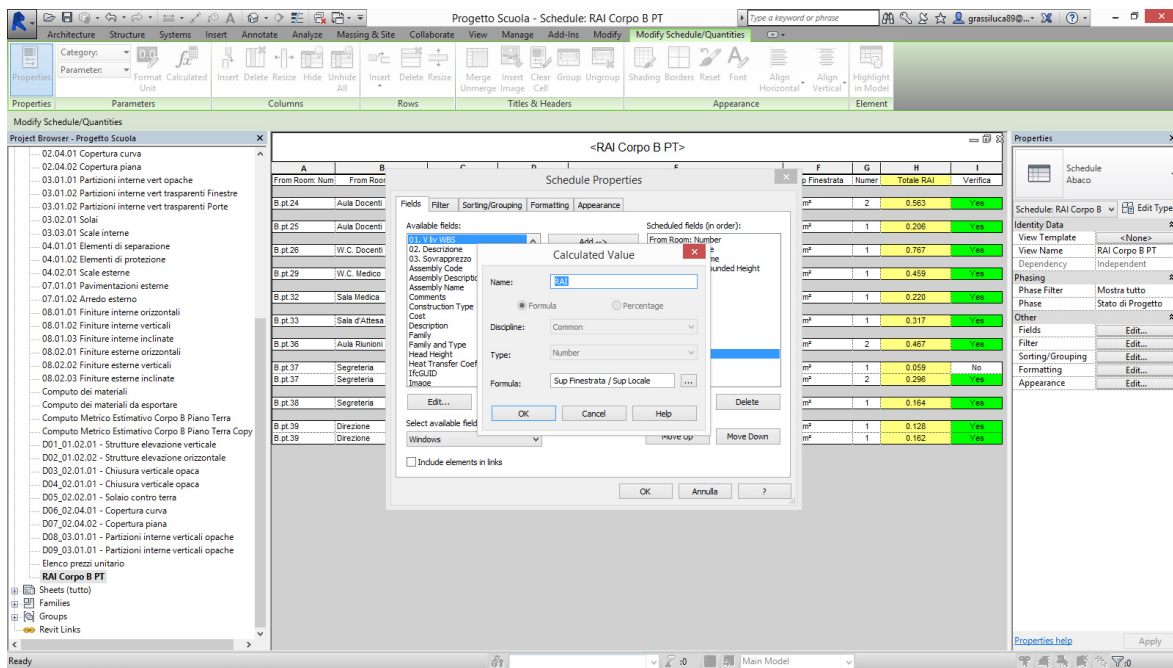 Progetto Scuola - Schedule: RAI Corpo B PT
Type a keyword or phrase
grassiluca89@...
Architecture Structure Systems Insert Annotate Analyze Massing & Site Collaborate View Manage Add-Ins Modify Modify Schedule/Quantities
Properties
Category:
Parameter:
Format Unit
Calculated
Insert Delete Resize Hide Unhide All
Insert Delete Resize
Merge Unmerge
Insert Image
Clear Cell
Group Ungroup
Shading Borders Reset Font
Align Horizontal
Align Vertical
Highlight in Model
Properties Parameters Columns Rows Titles & Headers Appearance Element
Modify Schedule/Quantities
Project Browser - Progetto Scuola
02.04.01 Copertura curva
02.04.02 Copertura piana
03.01.01 Partizioni interne vert opache
03.01.02 Partizioni interne vert trasparenti Finestre
03.01.02 Partizioni interne vert trasparenti Porte
03.02.01 Solai
03.03.01 Scale interne
04.01.01 Elementi di separazione
04.01.02 Elementi di protezione
04.02.01 Scale esterne
07.01.01 Pavimentazioni esterne
07.01.02 Arredo esterno
08.01.01 Finiture interne orizzontali
08.01.02 Finiture interne verticali
08.01.03 Finiture interne inclinate
08.02.01 Finiture esterne orizzontali
08.02.02 Finiture esterne verticali
08.02.03 Finiture esterne inclinate
Computo dei materiali
Computo dei materiali da esportare
Computo Metrico Estimativo Corpo B Piano Terra
Computo Metrico Estimativo Corpo B Piano Terra Copy
D01_01.02.01 - Strutture elevazione verticale
D02_01.02.02 - Strutture elevazione orizzontale
D03_02.01.01 - Chiusura verticale opaca
D04_02.01.01 - Chiusura verticale opaca
D05_02.02.01 - Solaio contro terra
D06_02.04.01 - Copertura curva
D07_02.04.02 - Copertura piana
D08_03.01.01 - Partizioni interne verticali opache
D09_03.01.01 - Partizioni interne verticali opache
Elenco prezzi unitario
RAI Corpo B PT
Sheets (tutto)
Families
Groups
Revit Links
<RAI Corpo B PT>
A B C D E F G H I
From Room: Num From Roo p Finestrata Numer Totale RAI Verifica
B.pt.24 Aula Docenti m² 2 0.563 Yes
B.pt.25 Aula Docenti m² 1 0.206 Yes
B.pt.26 W.C. Docenti m² 1 0.767 Yes
B.pt.29 W.C. Medico m² 1 0.459 Yes
B.pt.32 Sala Medica m² 1 0.220 Yes
B.pt.33 Sala d'Attesa m² 1 0.317 Yes
B.pt.36 Aula Riunioni m² 2 0.467 Yes
B.pt.37 Segreteria m² 1 0.059 No
B.pt.37 Segreteria m² 2 0.296 Yes
B.pt.38 Segreteria m² 1 0.164 Yes
B.pt.39 Direzione m² 1 0.128 Yes
B.pt.39 Direzione m² 1 0.162 Yes
Schedule Properties
Fields Filter Sorting/Grouping Formatting Appearance
Available fields:
01. V liv WBS
02. Descrizione
03. Sovrapprezzo
Assembly Code
Assembly Descriptio
Assembly Name
Comments
Construction Type
Cost
Description
Family
Family and Type
Head Height
Heat Transfer Coef
IfcGUID
Image
Add -->
Scheduled fields (in order):
From Room: Number
e
me
ounded Height
Edit...
Delete
Select available field
Windows
Move Up
Move Down
Include elements in links
OK Annulla ?
Calculated Value
Name: RAI
Formula Percentage
Discipline: Common
Type: Number
Formula: Sup Finestrata / Sup Locale ...
OK Cancel Help
Properties
Schedule
Abaco
Schedule: RAI Corpo B Edit Type
Identity Data
View Template <None>
View Name RAI Corpo B PT
Dependency Independent
Phasing
Phase Filter Mostra tutto
Phase Stato di Progetto
Other
Fields Edit...
Filter Edit...
Sorting/Grouping Edit...
Formatting Edit...
Appearance Edit...
Properties help Apply
Ready
:0
Main Model
:0